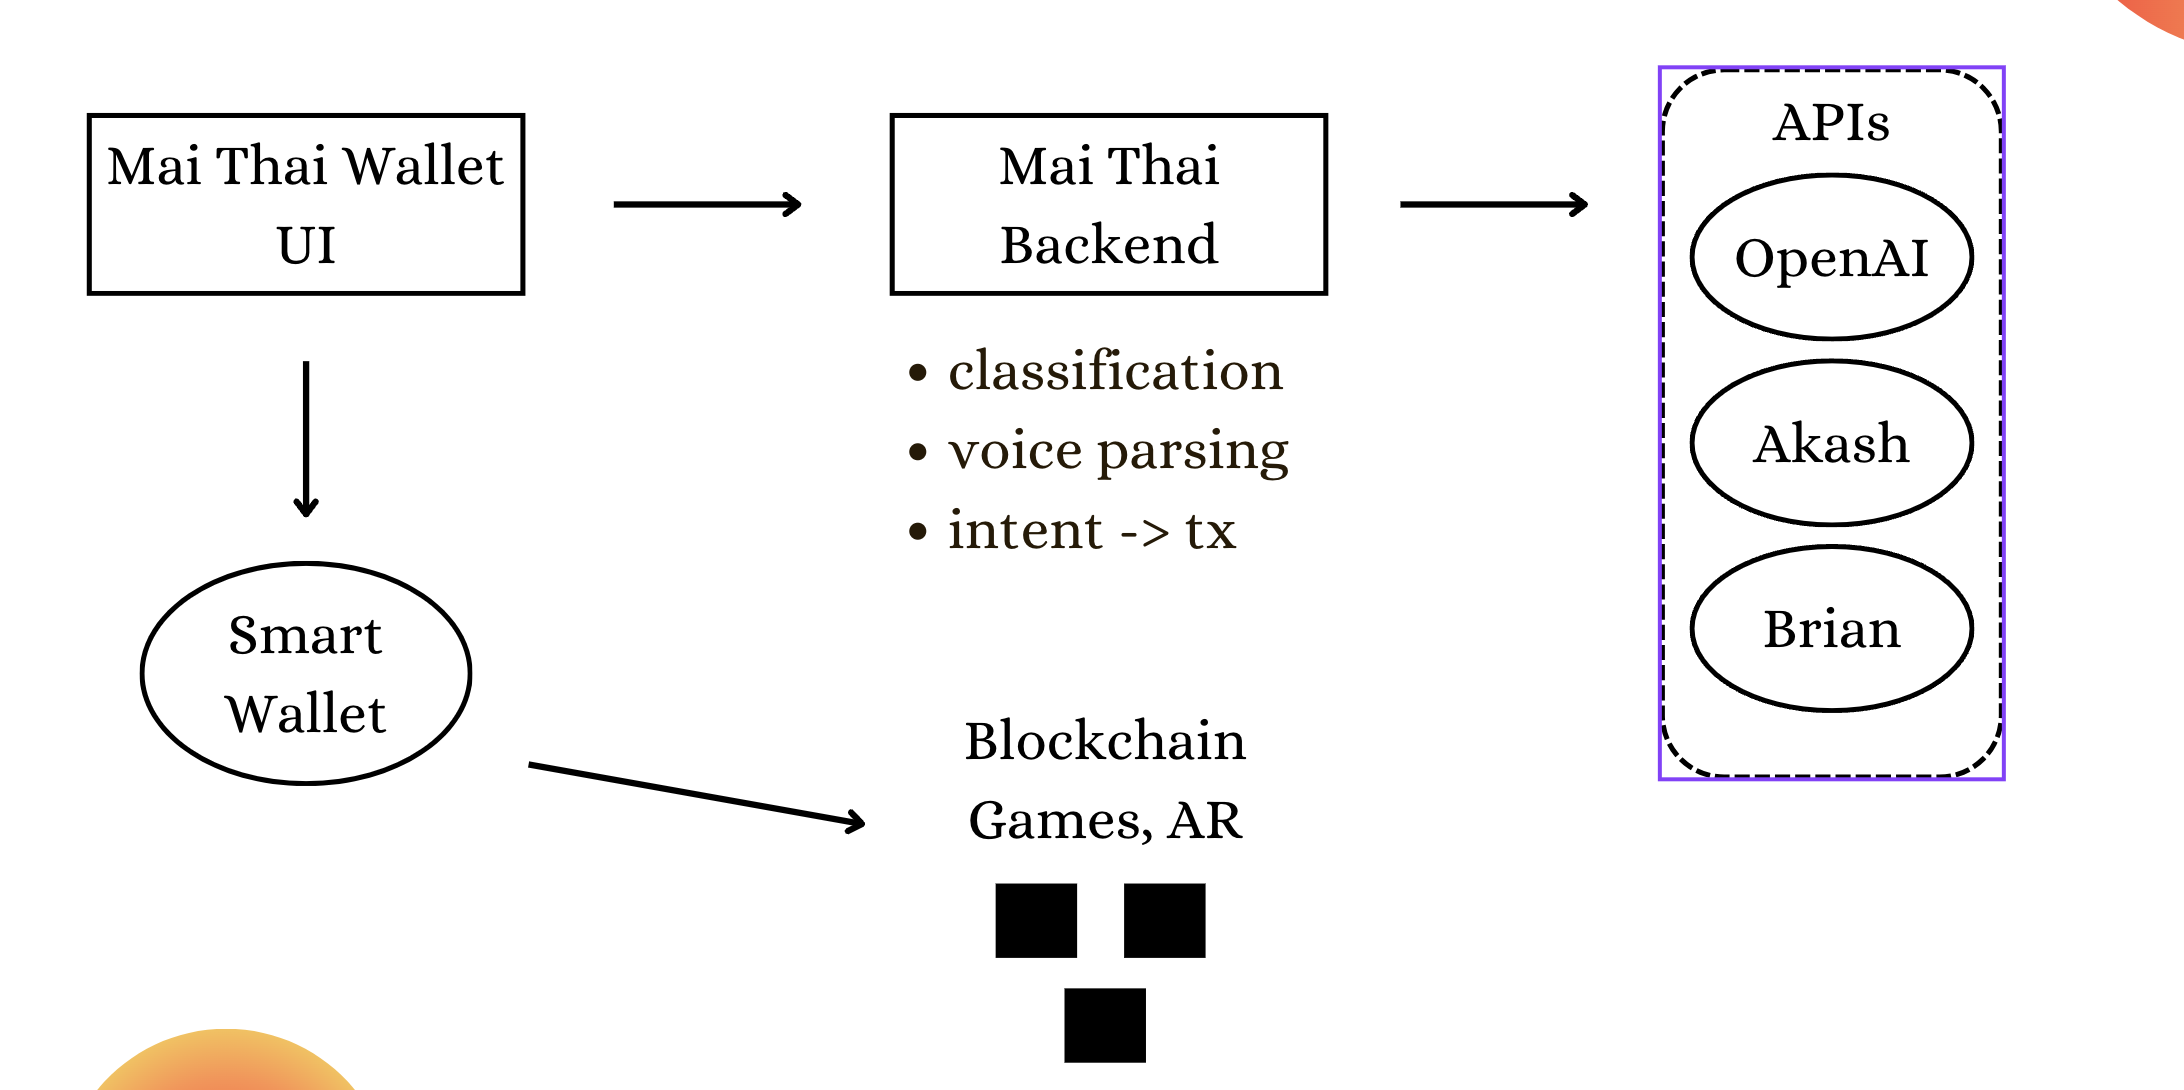 Mai Thai Wallet
UI
Mai Thai
Backend
• classification
• voice parsing
• intent -> tx
APIs
OpenAI
Akash
Brian
Smart
Wallet
Blockchain
Games, AR